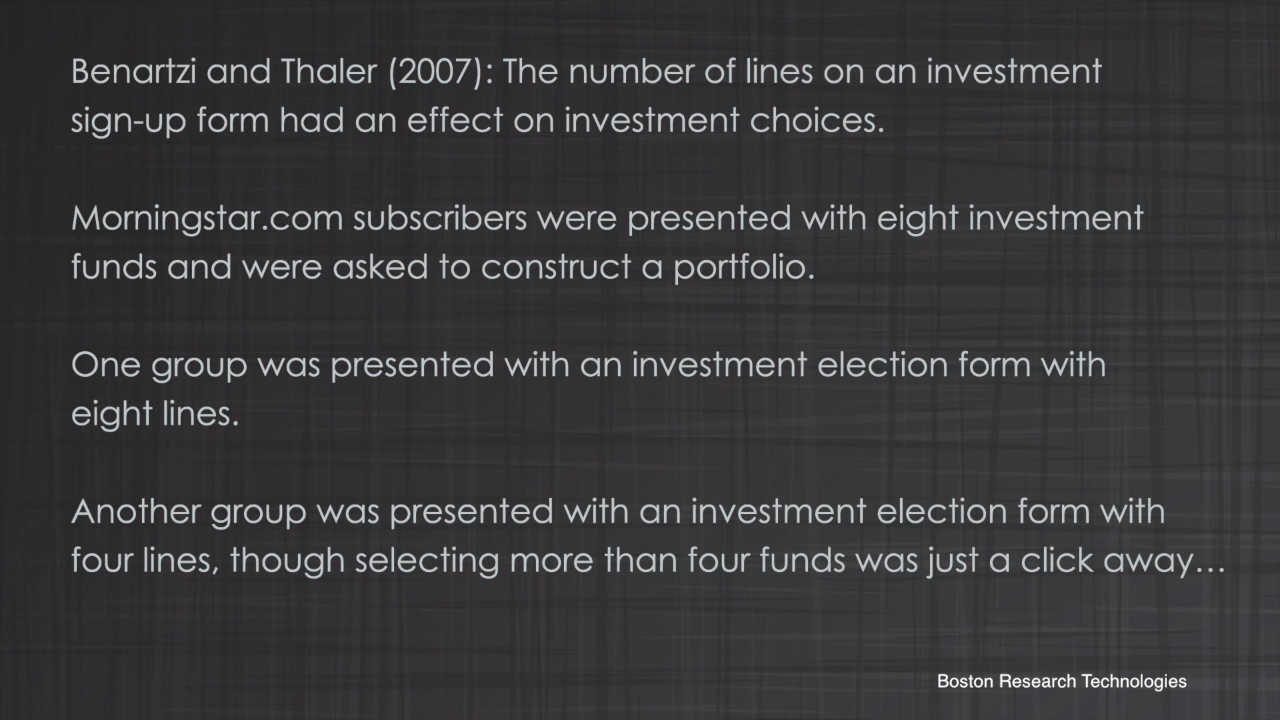 Benartzi and Thaler (2007): The number of lines on an investment
sign-up form had an effect on investment choices.
Morningstar.com subscribers were presented with eight investment
funds and were asked to construct a portfolio.
One group was presented with an investment election form with
eight lines.
Another group was presented with an investment election form with
four lines, though selecting more than four funds was just a click away…
Boston Research Technologies